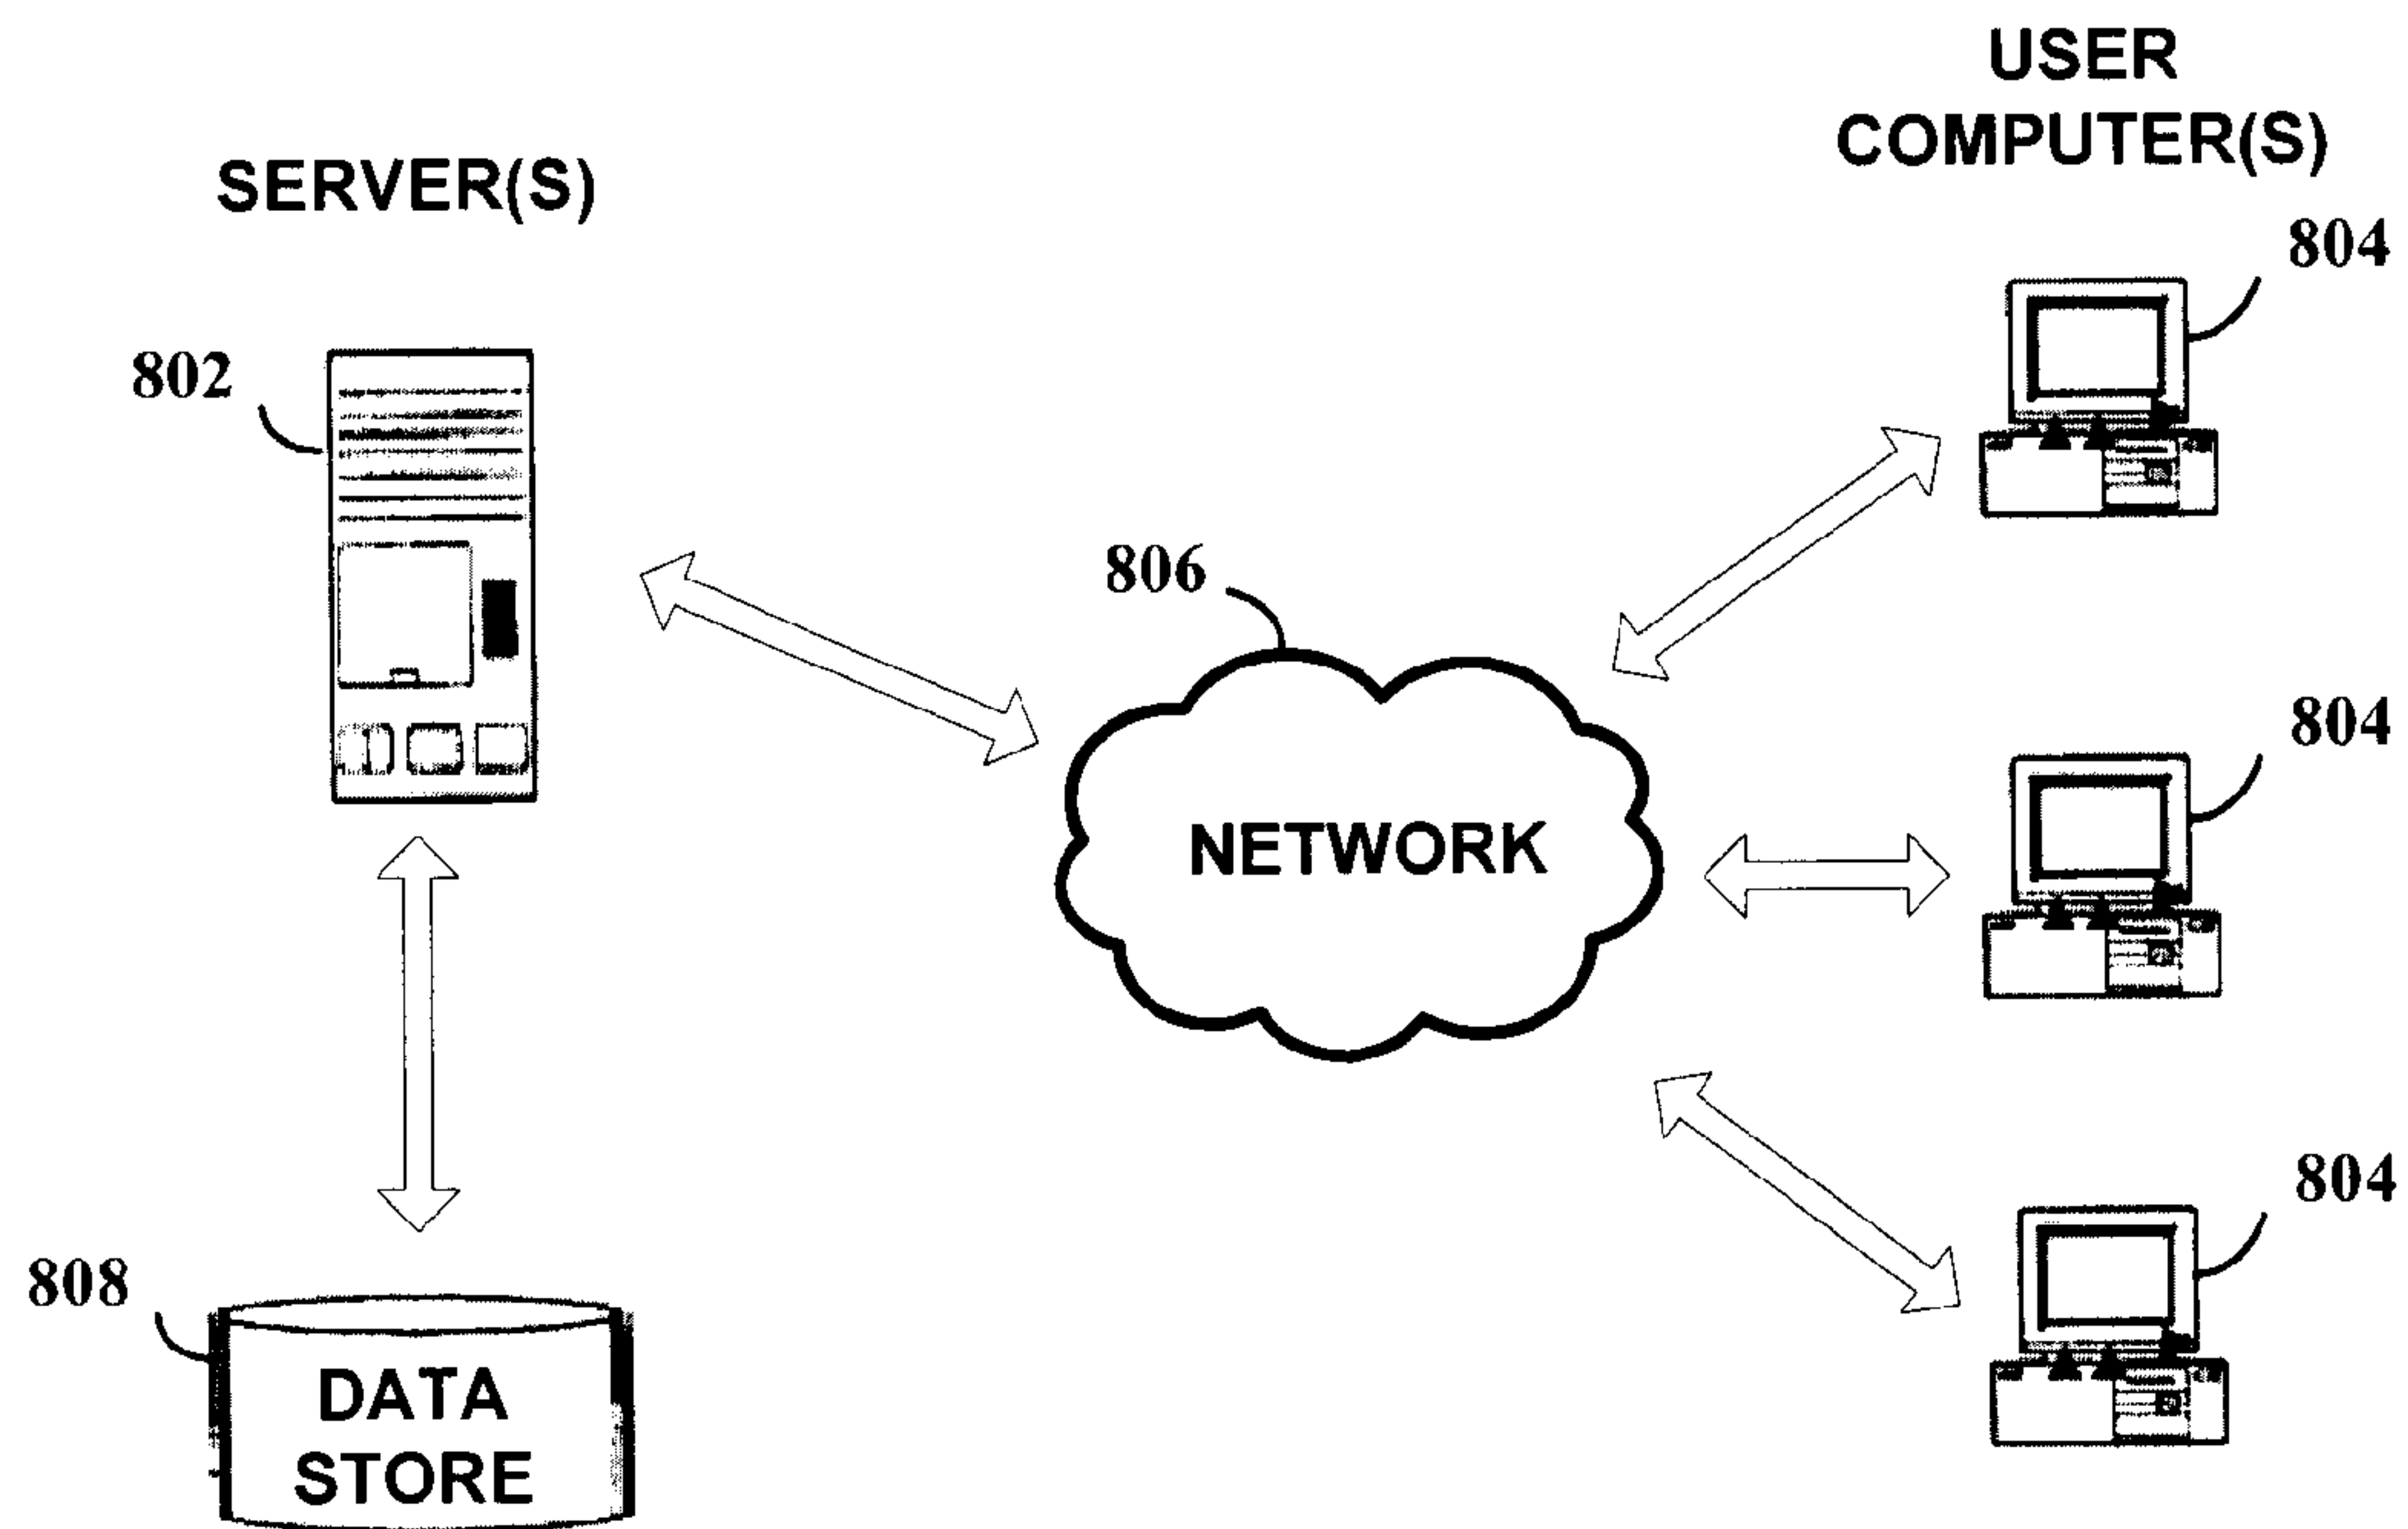 USER
COMPUTER(S)
SERVER(S)
804
802
806
804
NETWORK
804
808
DATA
STORE